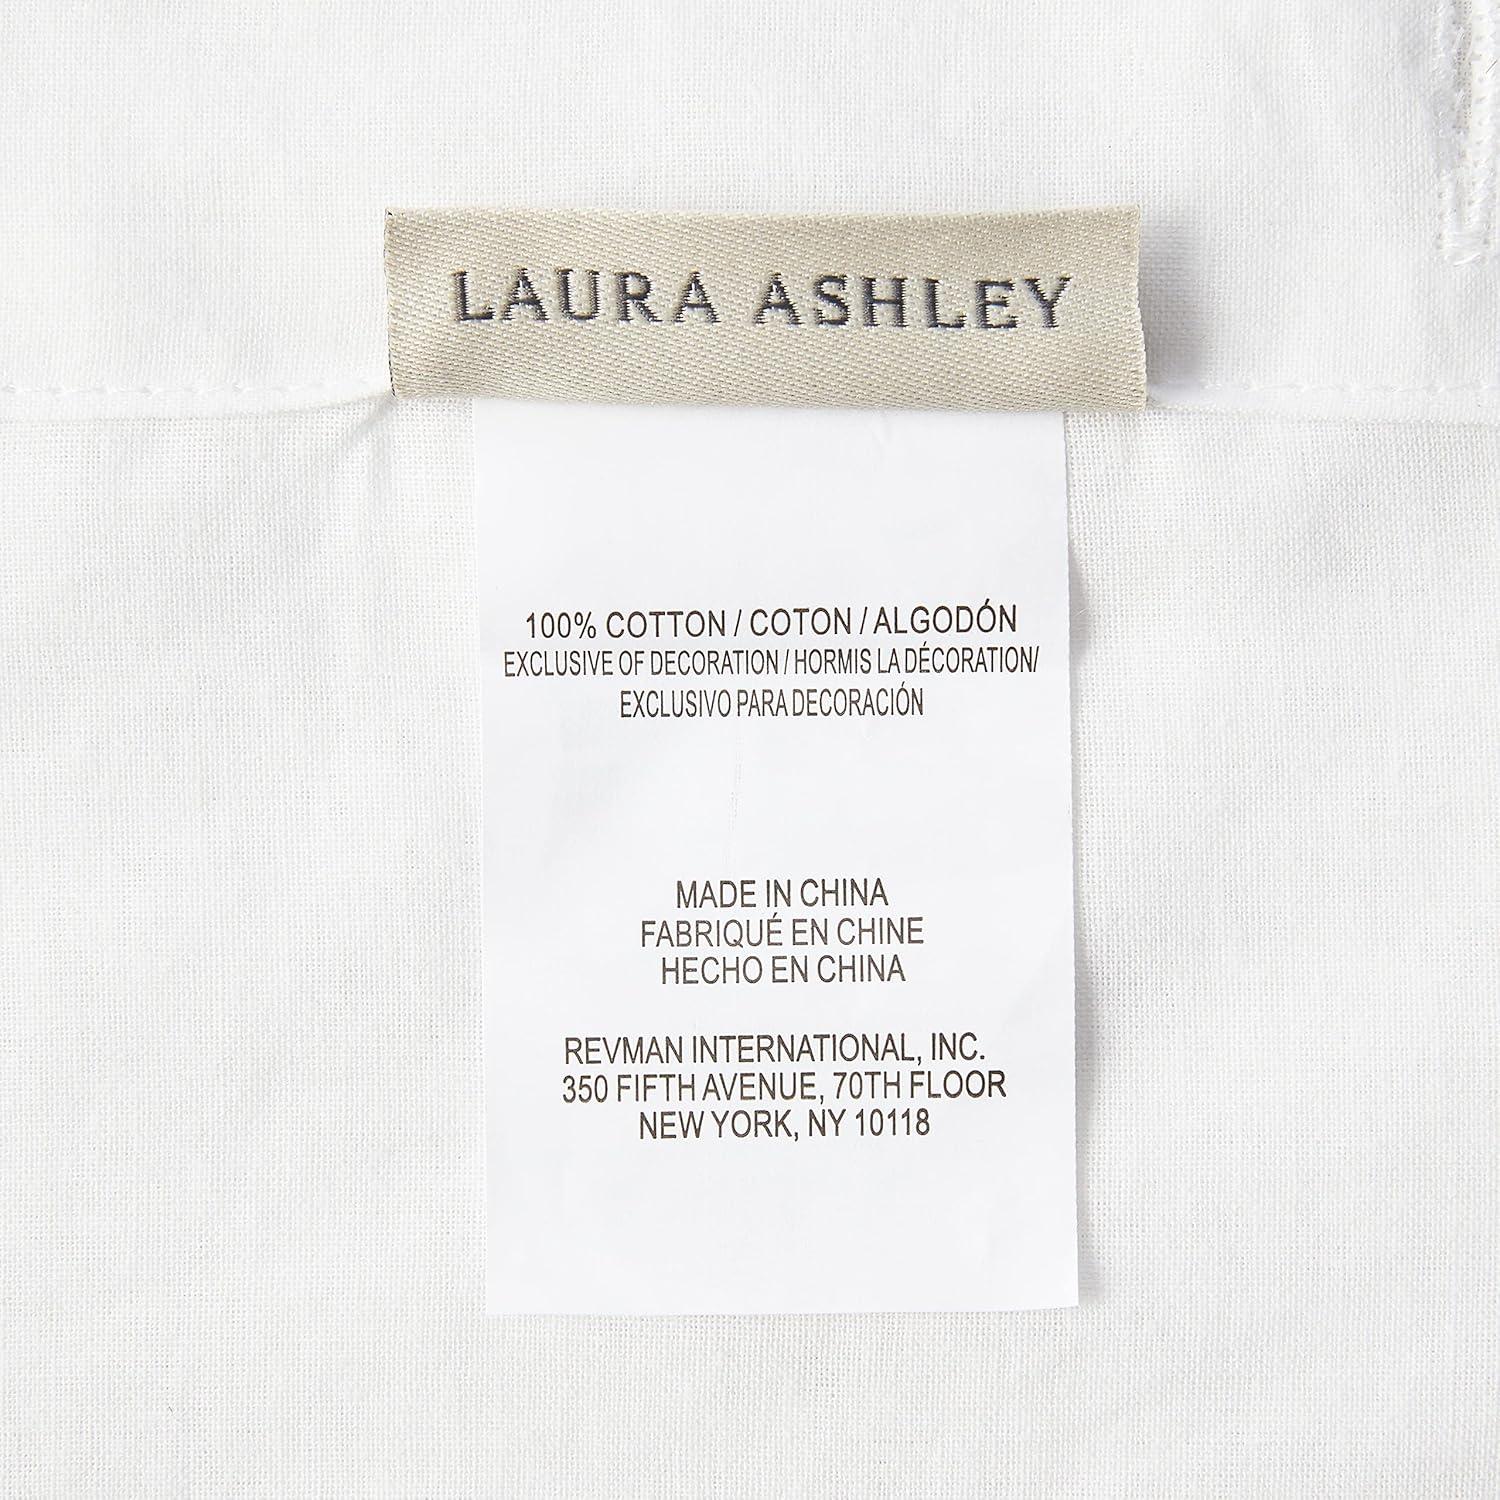 LAURA ASHLEY
100% COTTON / COTON / ALGODÓN
EXCLUSIVE OF DECORATION / HORMIS LA DÉCORATION/
EXCLUSIVO PARA DECORACIÓN
MADE IN CHINA
FABRIQUÉ EN CHINE
HECHO EN CHINA
REVMAN INTERNATIONAL, INC.
350 FIFTH AVENUE, 70TH FLOOR
NEW YORK, NY 10118